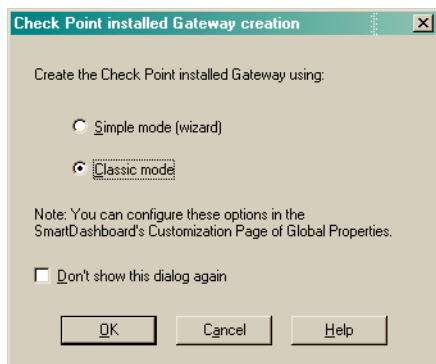 Check Point installed Gateway creation
Create the Check Point installed Gateway using:
Simple mode (wizard)
Classic mode
Note: You can configure these options in the
SmartDashboard's Customization Page of Global Properties.
Don't show this dialog again
OK
Cancel
Help